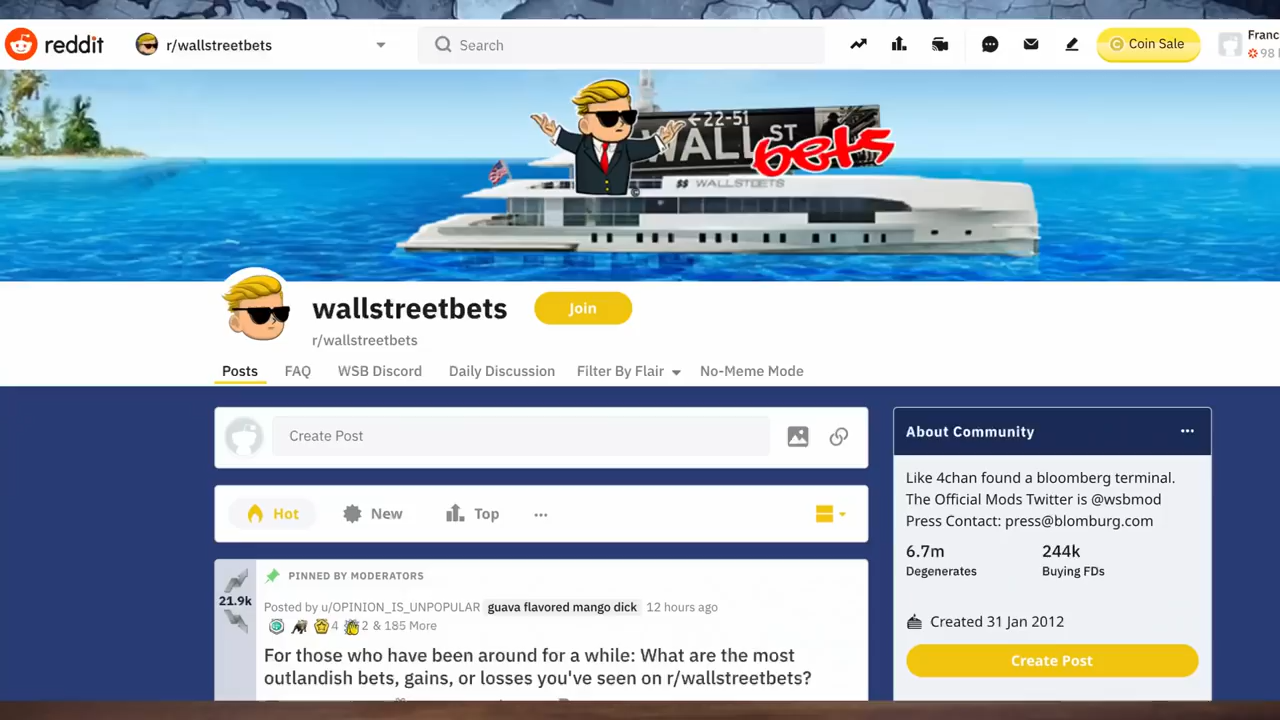 reddit
r/wallstreetbets
Search
Coin Sale
Franc
98
←22-51
WALL ST
bets
$$ WALLSTBETS
wallstreetbets
Join
r/wallstreetbets
Posts
FAQ
WSB Discord
Daily Discussion
Filter By Flair
No-Meme Mode
Create Post
About Community
Like 4chan found a bloomberg terminal.
The Official Mods Twitter is @wsbmod
Press Contact: press@blomburg.com
6.7m
244k
Degenerates
Buying FDs
Created 31 Jan 2012
Create Post
Hot
New
Top
PINNED BY MODERATORS
21.9k
Posted by u/OPINION_IS_UNPOPULAR guava flavored mango dick 12 hours ago
4 2 & 185 More
For those who have been around for a while: What are the most
outlandish bets, gains, or losses you've seen on r/wallstreetbets?